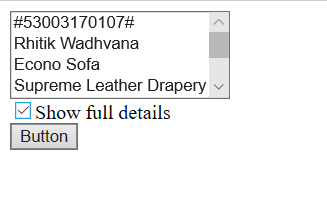 #53003170107#
Rhitik Wadhvana
Econo Sofa
Supreme Leather Drapery
Show full details
Button